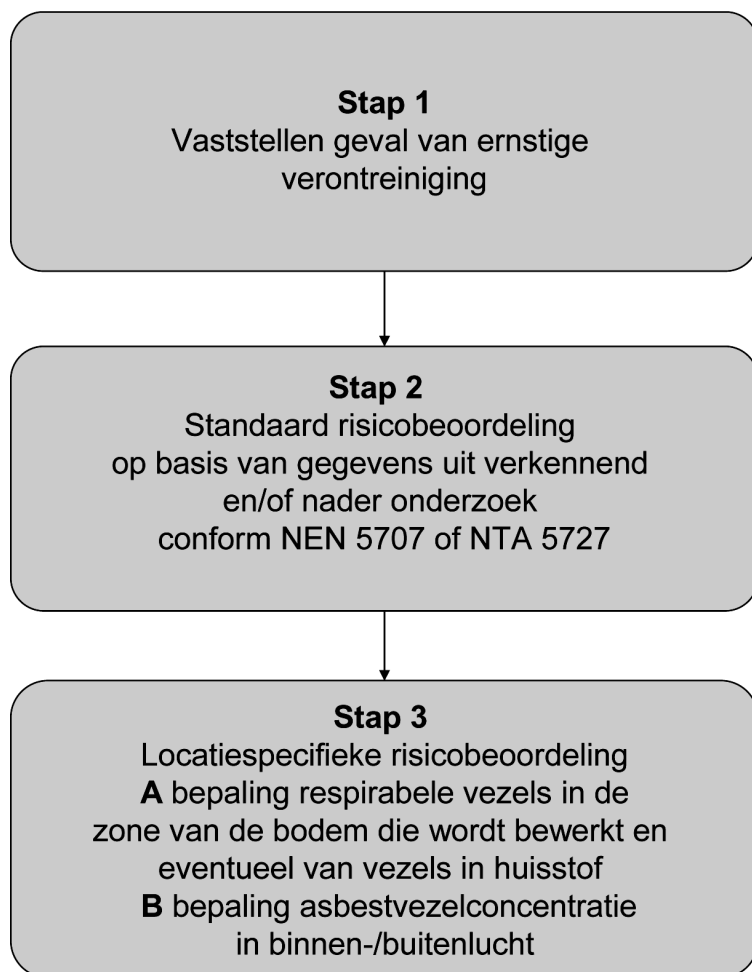 Stap 1
Vaststellen geval van ernstige
verontreiniging
Stap 2
Standaard risicobeoordeling
op basis van gegevens uit verkennend
en/of nader onderzoek
conform NEN 5707 of NTA 5727
Stap 3
Locatiespecifieke risicobeoordeling
A bepaling respirabele vezels in de
zone van de bodem die wordt bewerkt en
eventueel van vezels in huisstof
B bepaling asbestvezelconcentratie
in binnen-/buitenlucht